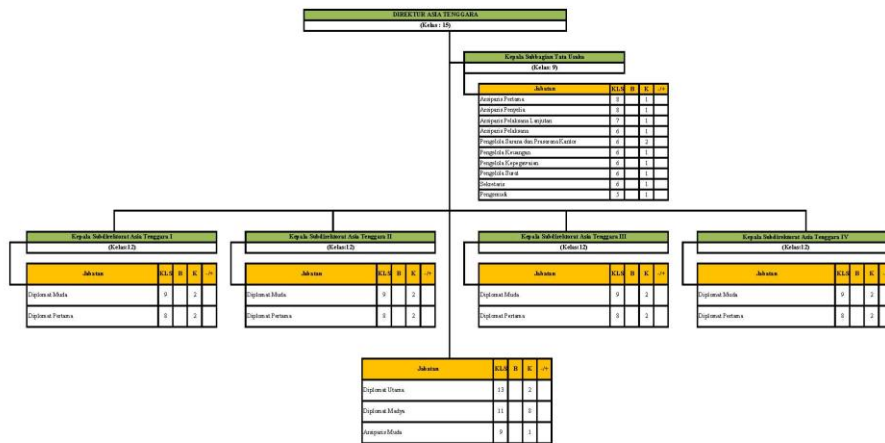 DIREKTUR ASIA TENGGARA
(Kelas : 15)
Kepala Subbagian Tata Usaha
(Kelas: 9)
Jabatan KLS B K -/+
Arsiparis Pertama 8 1
Arsiparis Penyelia 8 1
Arsiparis Pelaksana Lanjutan 7 1
Arsiparis Pelaksana 6 1
Pengelola Sarana dan Prasarana Kantor 6 2
Pengelola Keuangan 6 1
Pengelola Kepegawaian 6 1
Pengelola Surat 6 1
Sekretaris 6 1
Pengemudi 3 1
Kepala Subdirektorat Asia Tenggara I
(Kelas:12)
Jabatan KLS B K -/+
Diplomat Muda 9 2
Diplomat Pertama 8 2
Kepala Subdirektorat Asia Tenggara II
(Kelas:12)
Jabatan KLS B K -/+
Diplomat Muda 9 2
Diplomat Pertama 8 2
Kepala Subdirektorat Asia Tenggara III
(Kelas:12)
Jabatan KLS B K -/+
Diplomat Muda 9 2
Diplomat Pertama 8 2
Kepala Subdirektorat Asia Tenggara IV
(Kelas:12)
Jabatan KLS B K -/+
Diplomat Muda 9 2
Diplomat Pertama 8 2
Jabatan KLS B K -/+
Diplomat Utama 13 2
Diplomat Madya 11 8
Arsiparis Muda 9 1